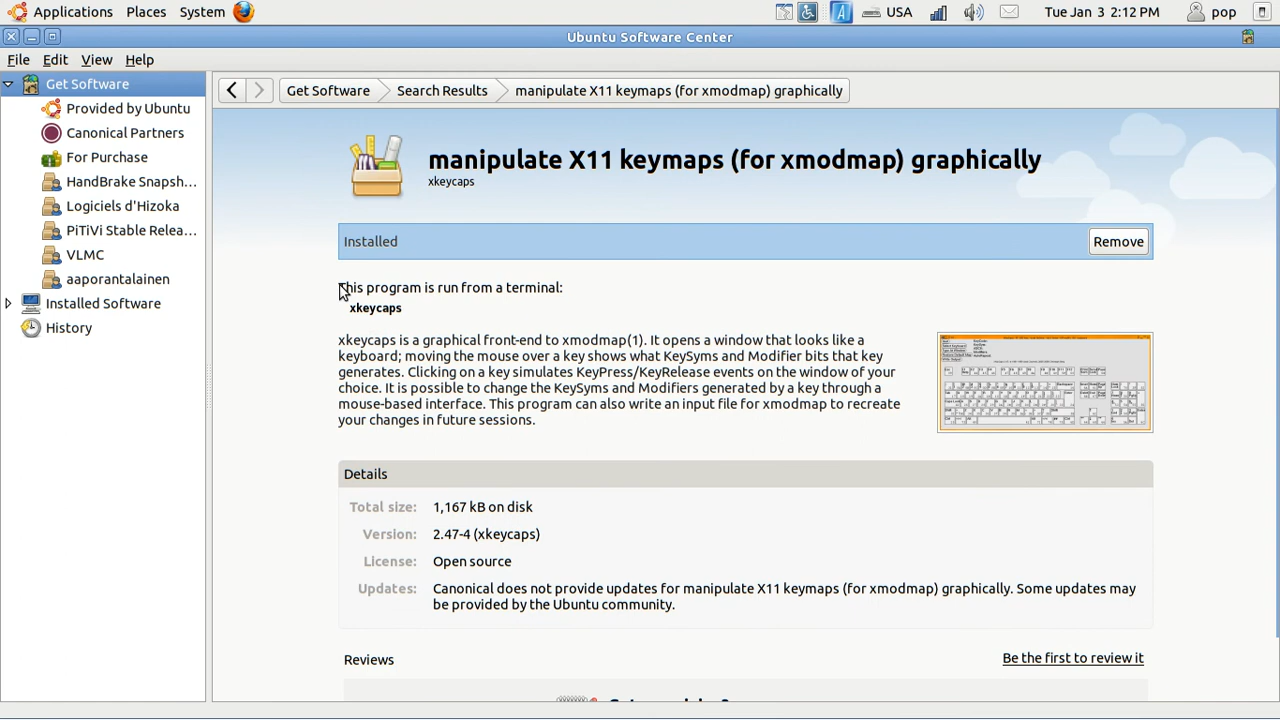 Applications Places System USA Tue Jan 3 2:12 PM pop
Ubuntu Software Center
File Edit View Help
Get Software
Provided by Ubuntu
Canonical Partners
For Purchase
HandBrake Snapsh...
Logiciels d'Hizoka
PiTiVi Stable Relea...
VLMC
aaporantalainen
Installed Software
History
Get Software Search Results manipulate X11 keymaps (for xmodmap) graphically
manipulate X11 keymaps (for xmodmap) graphically
xkeycaps
Installed Remove
This program is run from a terminal:
xkeycaps
xkeycaps is a graphical front-end to xmodmap(1). It opens a window that looks like a
keyboard; moving the mouse over a key shows what KeySyms and Modifier bits that key
generates. Clicking on a key simulates KeyPress/KeyRelease events on the window of your
choice. It is possible to change the KeySyms and Modifiers generated by a key through a
mouse-based interface. This program can also write an input file for xmodmap to recreate
your changes in future sessions.
Details
Total size: 1,167 kB on disk
Version: 2.47-4 (xkeycaps)
License: Open source
Updates: Canonical does not provide updates for manipulate X11 keymaps (for xmodmap) graphically. Some updates may
be provided by the Ubuntu community.
Reviews Be the first to review it